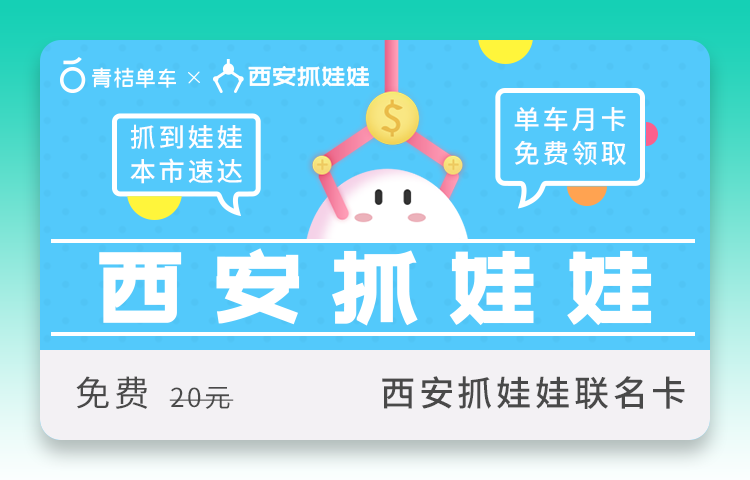 青桔单车 × 西安抓娃娃
抓到娃娃
本市速达
$
单车月卡
免费领取
西安抓娃娃
免费 20元
西安抓娃娃联名卡